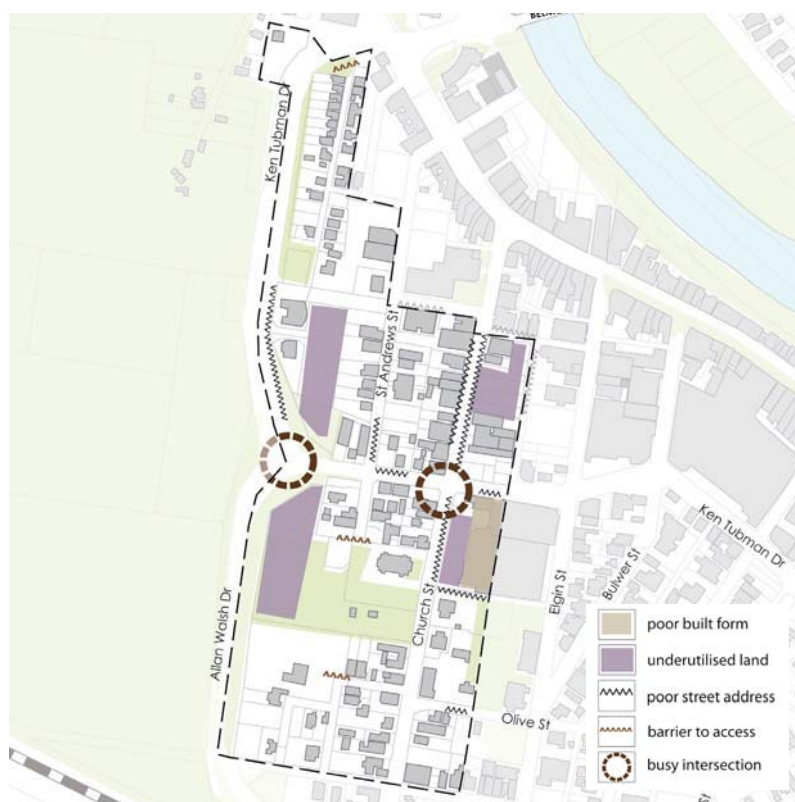 Ken Tubman Dr
St Andrews St
Ken Tubman Dr
Allan Walsh Dr
Church St
Elgin St
Bulwer St
Olive St
St
poor built form
underutilised land
poor street address
barrier to access
busy intersection